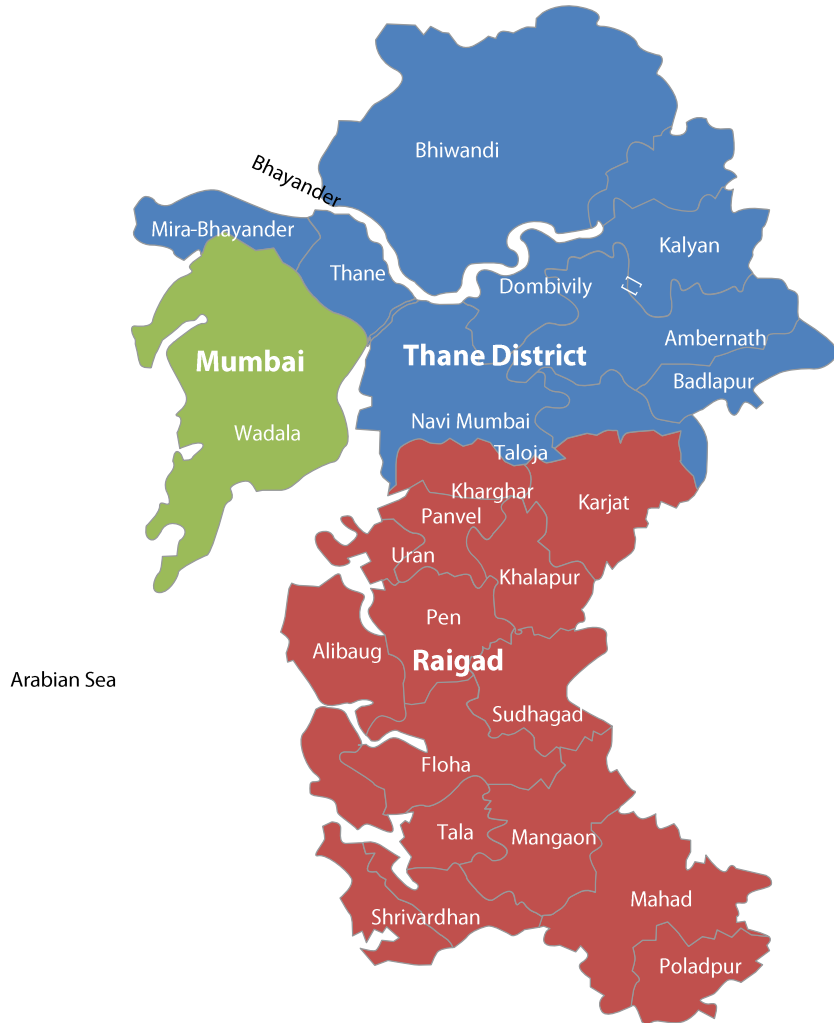 Bhiwandi
Bhayander
Mira-Bhayander
Kalyan
Thane
Dombivily
Ambernath
Thane District
Mumbai
Badlapur
Navi Mumbai
Wadala
Taloja
Kharghar
Karjat
Panvel
Uran
Khalapur
Pen
Alibaug
Raigad
Arabian Sea
Sudhagad
Floha
Tala
Mangaon
Mahad
Shrivardhan
Poladpur